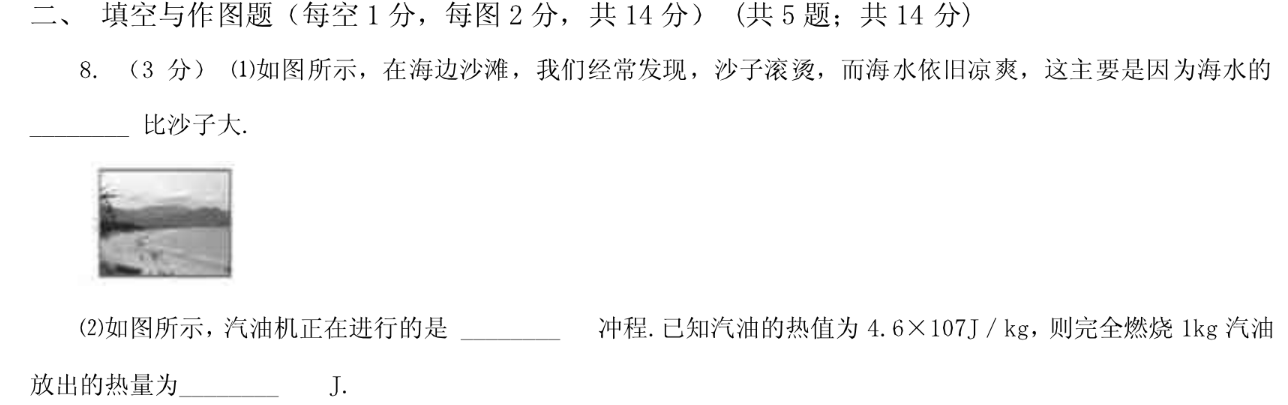 二、 填空与作图题（每空 1 分，每图 2 分，共 14 分） (共 5 题；共 14 分)
8. （3 分） ⑴如图所示，在海边沙滩，我们经常发现，沙子滚烫，而海水依旧凉爽，这主要是因为海水的
________ 比沙子大.
⑵如图所示，汽油机正在进行的是 ________ 冲程.已知汽油的热值为 4.6×107J／kg，则完全燃烧 1kg 汽油
放出的热量为________ J.